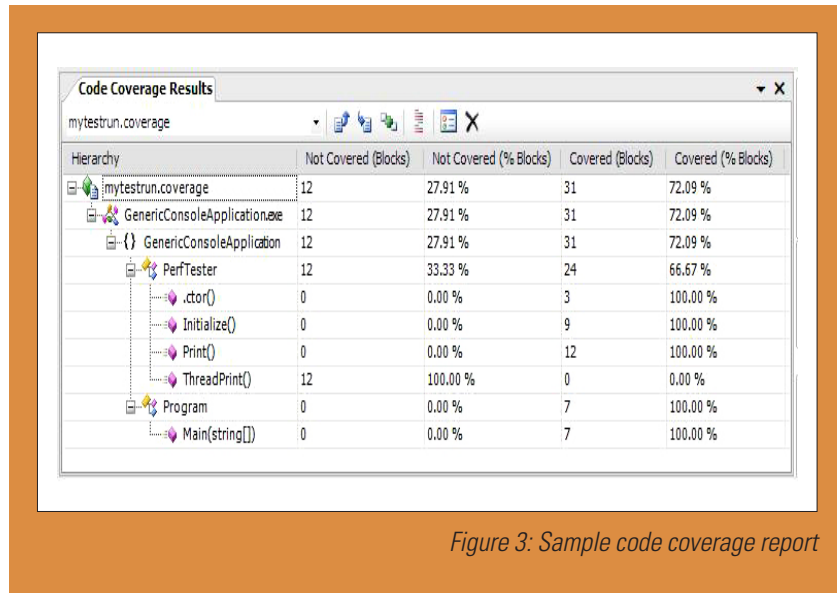 Code Coverage Results
mytestrun.coverage
Hierarchy Not Covered (Blocks) Not Covered (% Blocks) Covered (Blocks) Covered (% Blocks)
mytestrun.coverage 12 27.91 % 31 72.09 %
GenericConsoleApplication.exe 12 27.91 % 31 72.09 %
{} GenericConsoleApplication 12 27.91 % 31 72.09 %
PerfTester 12 33.33 % 24 66.67 %
.ctor() 0 0.00 % 3 100.00 %
Initialize() 0 0.00 % 9 100.00 %
Print() 0 0.00 % 12 100.00 %
ThreadPrint() 12 100.00 % 0 0.00 %
Program 0 0.00 % 7 100.00 %
Main(string[]) 0 0.00 % 7 100.00 %
Figure 3: Sample code coverage report